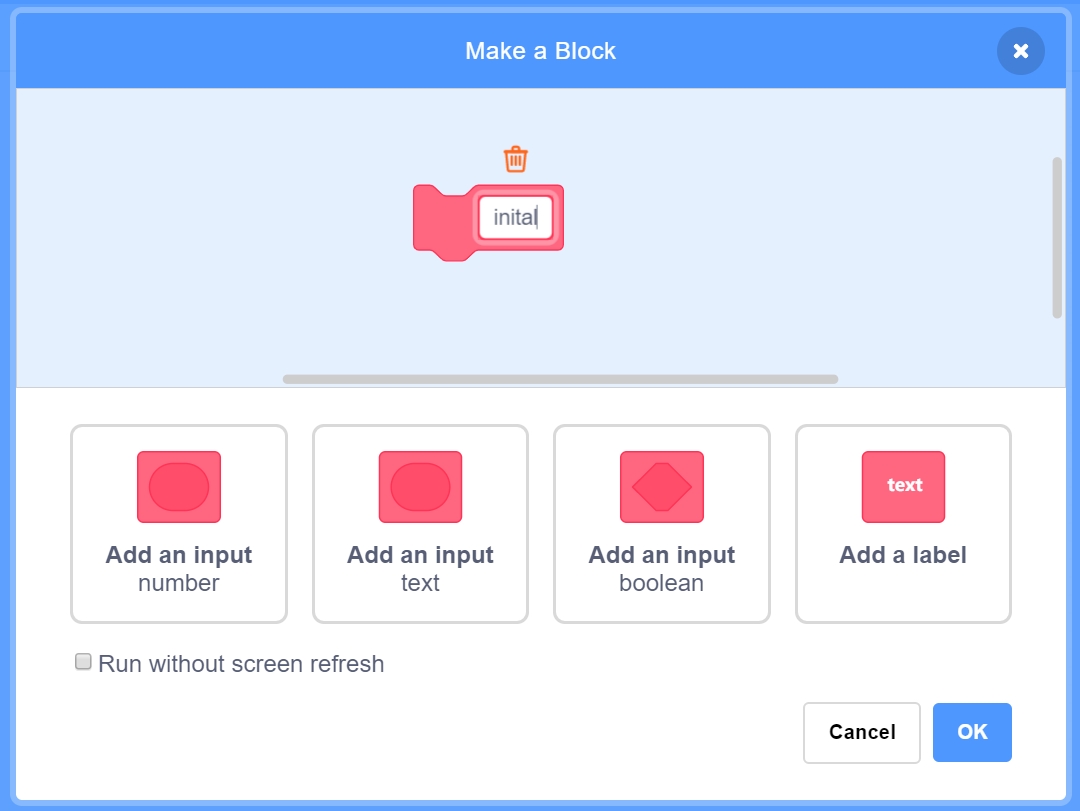 Make a Block
inital
Add an input
number
Add an input
text
Add an input
boolean
text
Add a label
Run without screen refresh
Cancel
OK